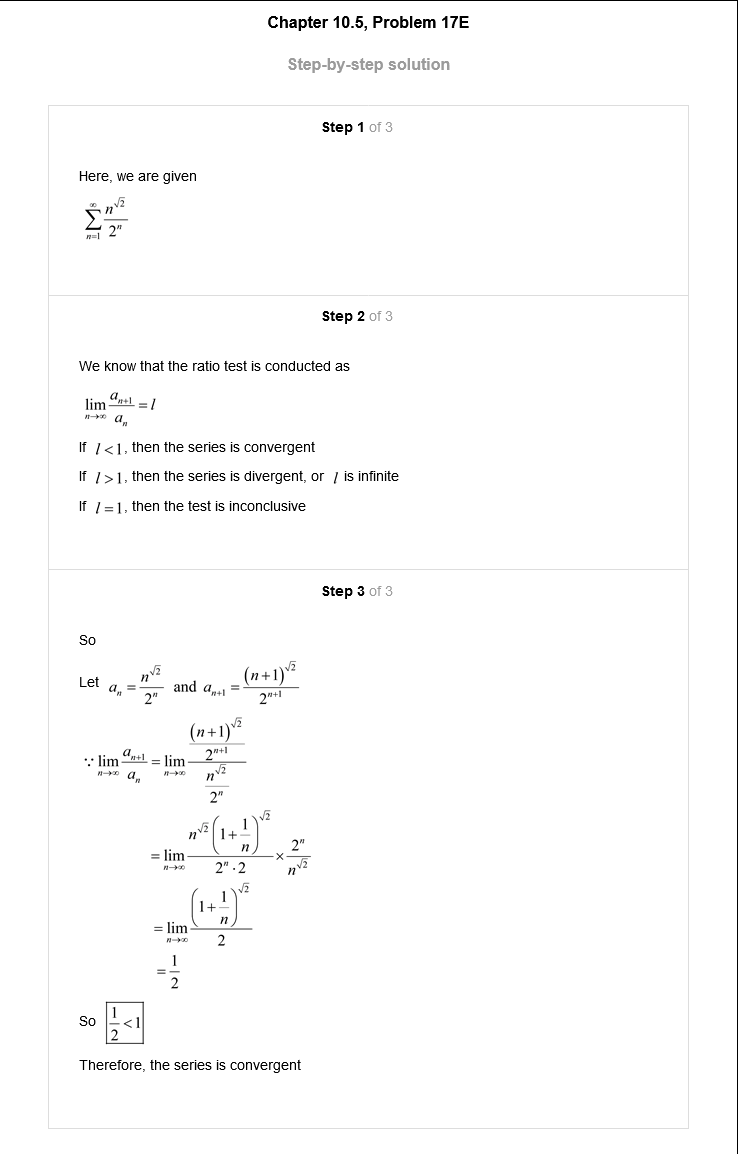 Chapter 10.5, Problem 17E
Step-by-step solution
Step 1 of 3
Here, we are given
$\sum_{n=1}^{\infty} \frac{n^{\sqrt{2}}}{2^n}$
Step 2 of 3
We know that the ratio test is conducted as
$\lim_{n\to\infty} \frac{a_{n+1}}{a_n} = l$
If $l<1$, then the series is convergent
If $l>1$, then the series is divergent, or $l$ is infinite
If $l=1$, then the test is inconclusive
Step 3 of 3
So
Let $a_n = \frac{n^{\sqrt{2}}}{2^n}$ and $a_{n+1} = \frac{(n+1)^{\sqrt{2}}}{2^{n+1}}$
$\because \lim_{n\to\infty} \frac{a_{n+1}}{a_n} = \lim_{n\to\infty} \frac{\frac{(n+1)^{\sqrt{2}}}{2^{n+1}}}{\frac{n^{\sqrt{2}}}{2^n}}$
$= \lim_{n\to\infty} \frac{n^{\sqrt{2}}\left(1+\frac{1}{n}\right)^{\sqrt{2}}}{2^n \cdot 2} \times \frac{2^n}{n^{\sqrt{2}}}$
$= \lim_{n\to\infty} \frac{\left(1+\frac{1}{n}\right)^{\sqrt{2}}}{2}$
$= \frac{1}{2}$
So $\boxed{\frac{1}{2} < 1}$
Therefore, the series is convergent